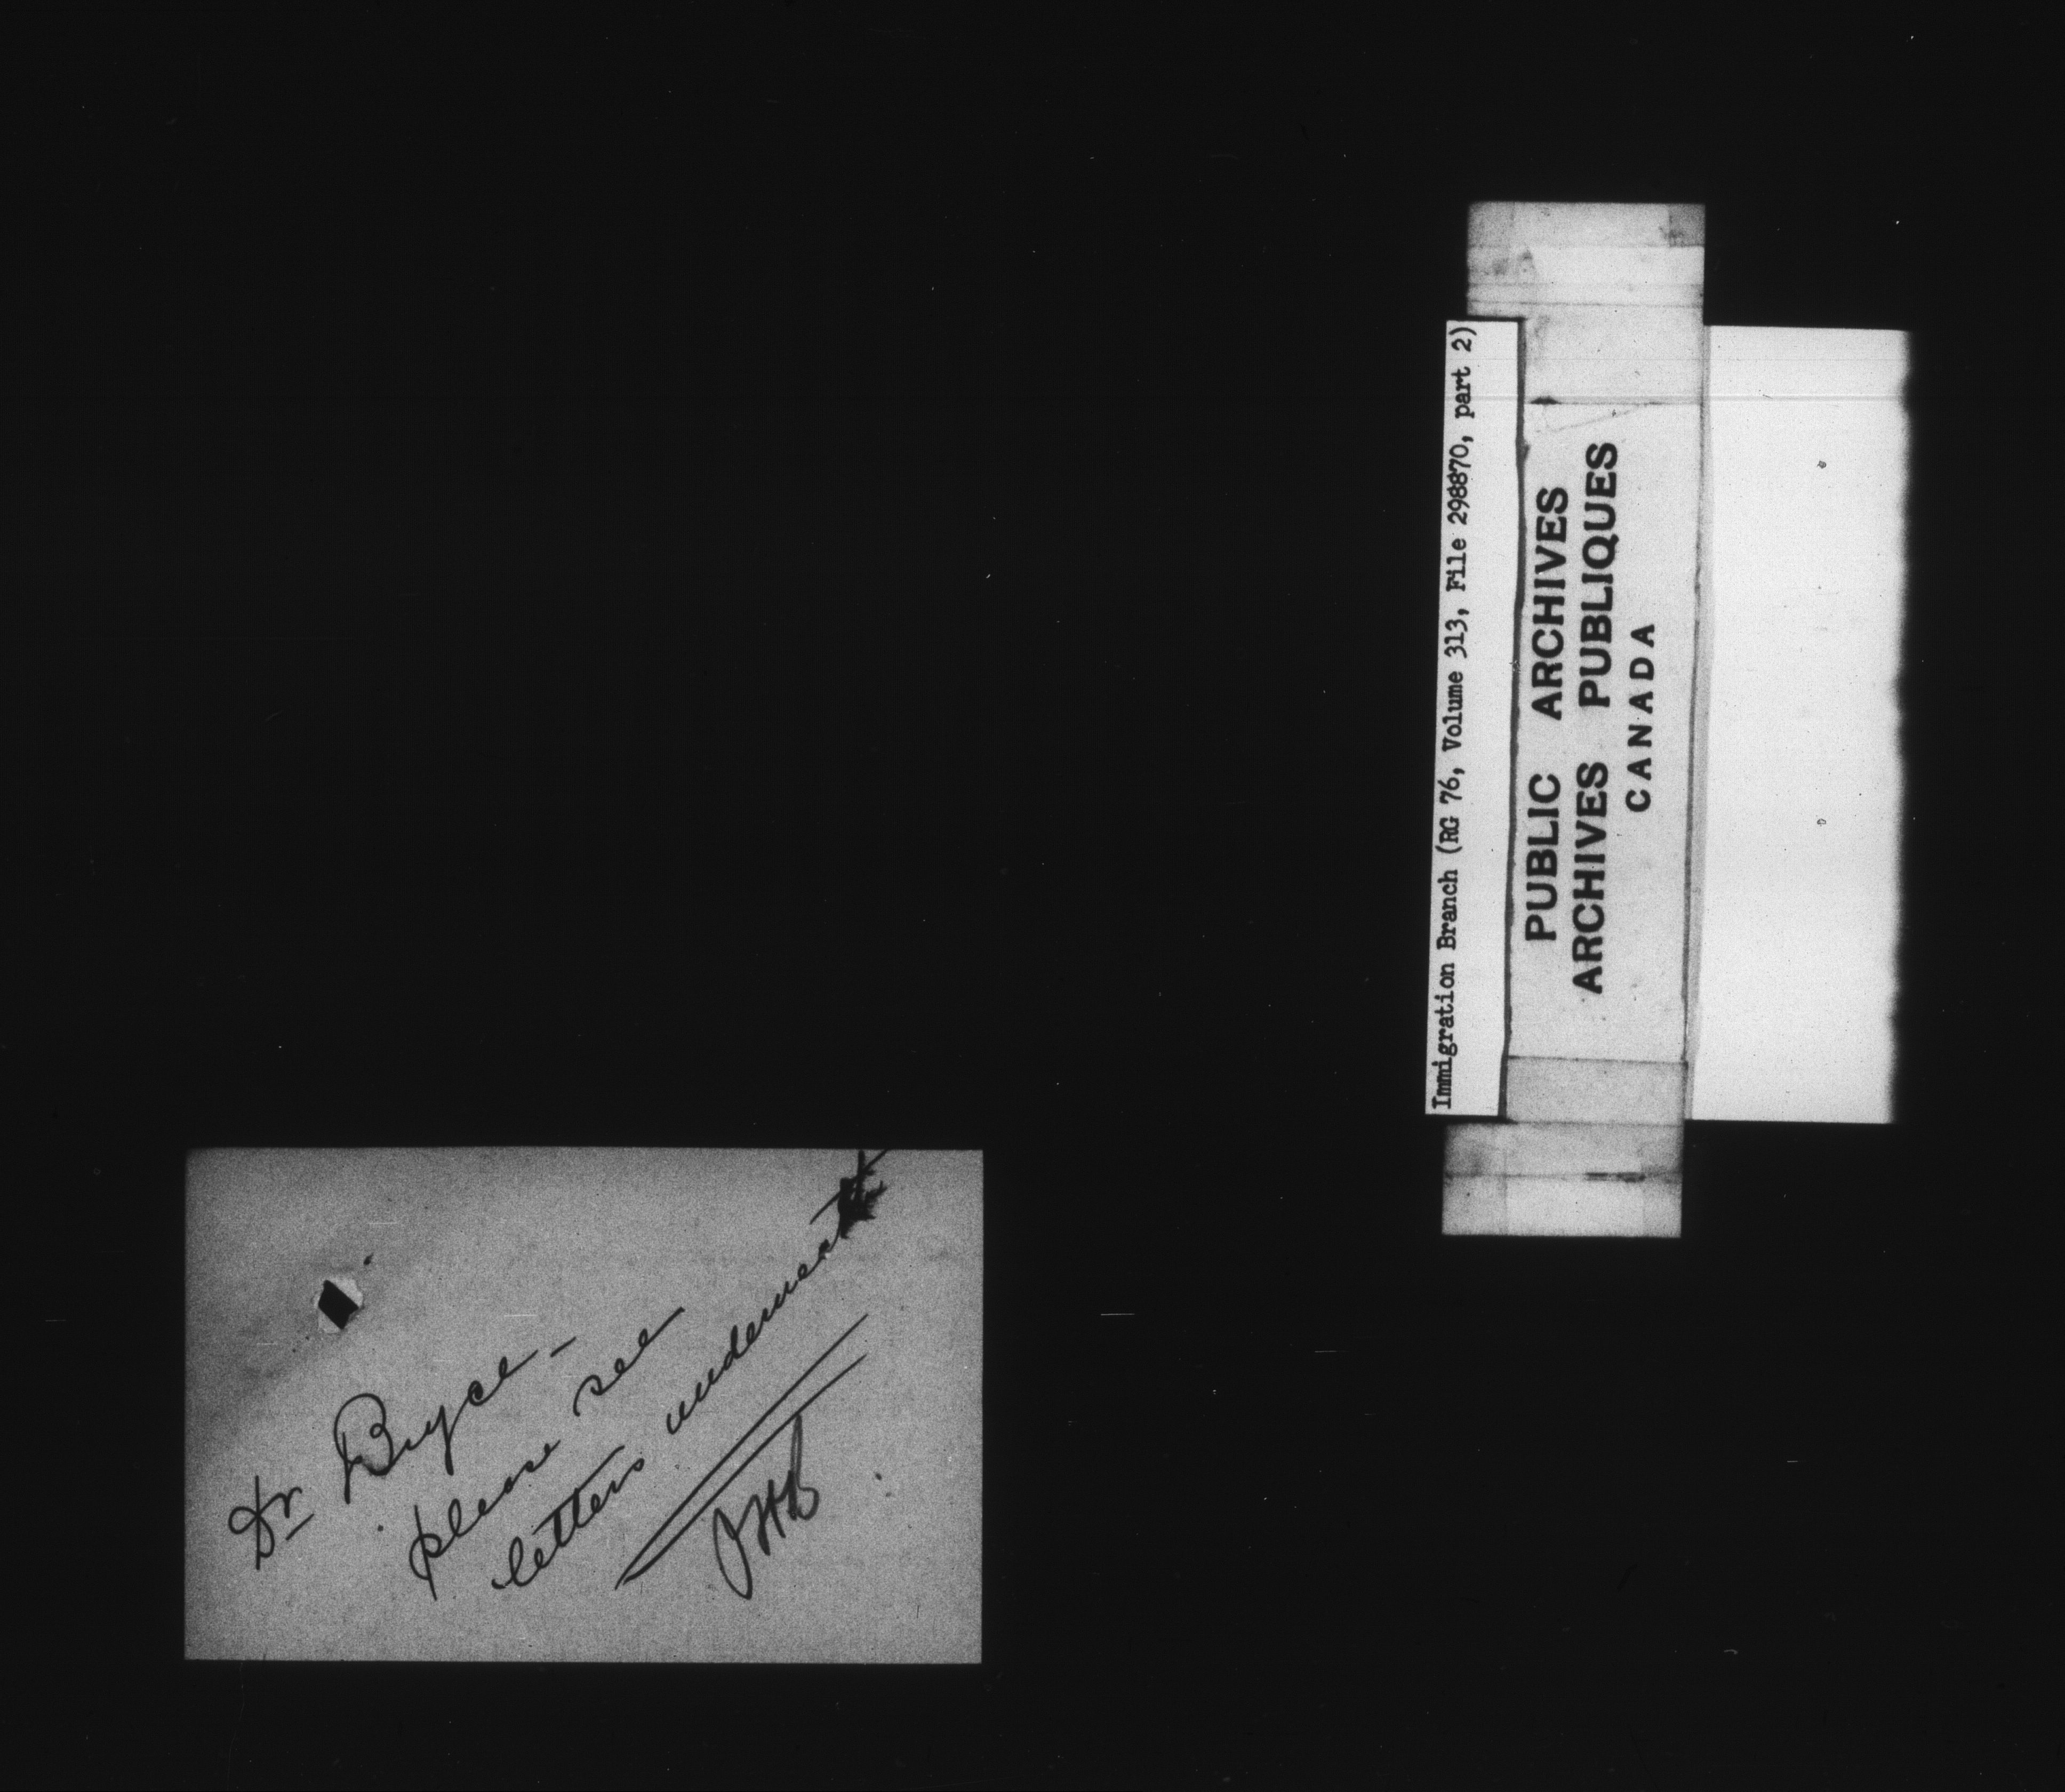 Dr Bryce -
please see
letters underneath
Immigration Branch (RG 76, Volume 313, File 298870, part 2)
PUBLIC ARCHIVES
ARCHIVES PUBLIQUES
CANADA